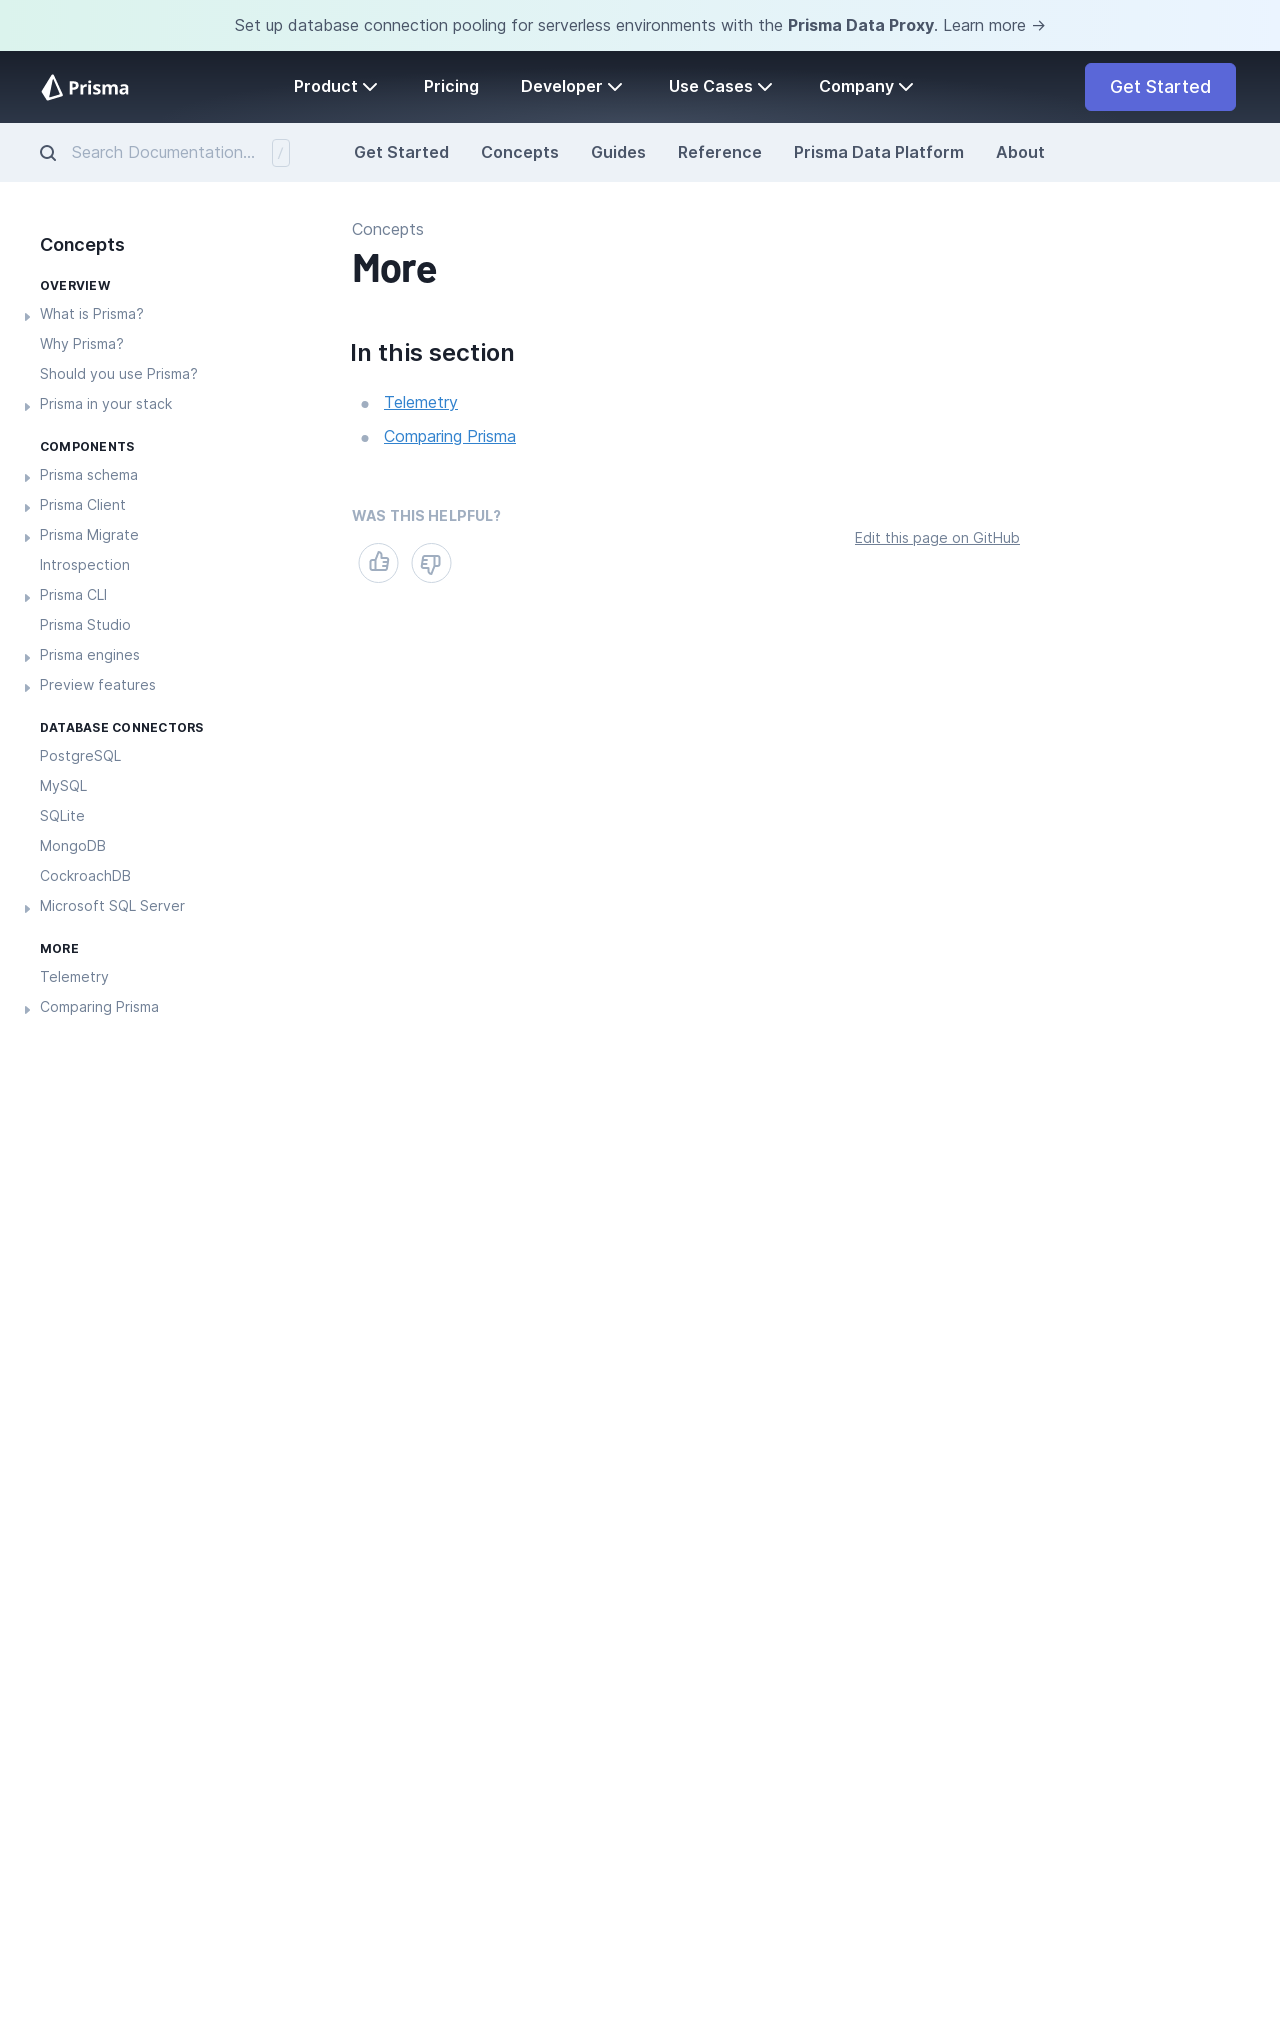 Set up database connection pooling for serverless environments with the Prisma Data Proxy. Learn more →
Prisma
Product
Pricing
Developer
Use Cases
Company
Get Started
Search Documentation...
/
Get Started
Concepts
Guides
Reference
Prisma Data Platform
About
Concepts
OVERVIEW
What is Prisma?
Why Prisma?
Should you use Prisma?
Prisma in your stack
COMPONENTS
Prisma schema
Prisma Client
Prisma Migrate
Introspection
Prisma CLI
Prisma Studio
Prisma engines
Preview features
DATABASE CONNECTORS
PostgreSQL
MySQL
SQLite
MongoDB
CockroachDB
Microsoft SQL Server
MORE
Telemetry
Comparing Prisma
Concepts
More
In this section
Telemetry
Comparing Prisma
WAS THIS HELPFUL?
Edit this page on GitHub